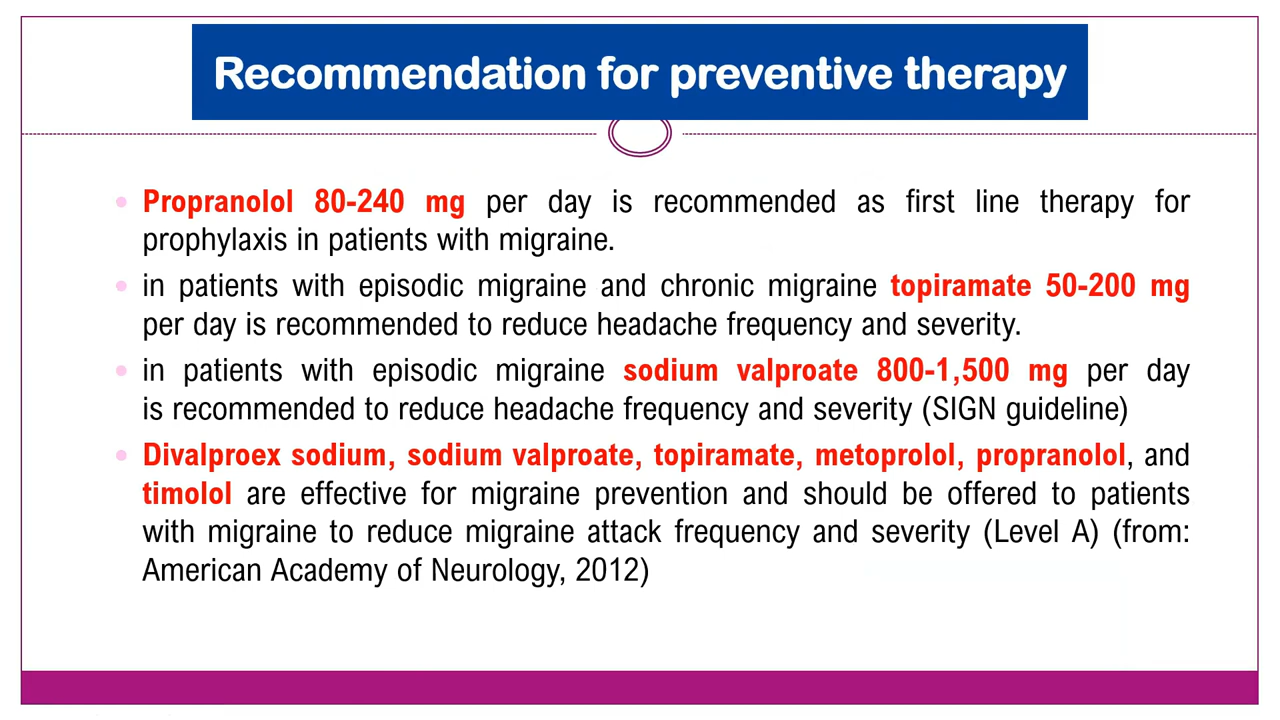 Recommendation for preventive therapy
• Propranolol 80-240 mg per day is recommended as first line therapy for
prophylaxis in patients with migraine.
• in patients with episodic migraine and chronic migraine topiramate 50-200 mg
per day is recommended to reduce headache frequency and severity.
• in patients with episodic migraine sodium valproate 800-1,500 mg per day
is recommended to reduce headache frequency and severity (SIGN guideline)
• Divalproex sodium, sodium valproate, topiramate, metoprolol, propranolol, and
timolol are effective for migraine prevention and should be offered to patients
with migraine to reduce migraine attack frequency and severity (Level A) (from:
American Academy of Neurology, 2012)